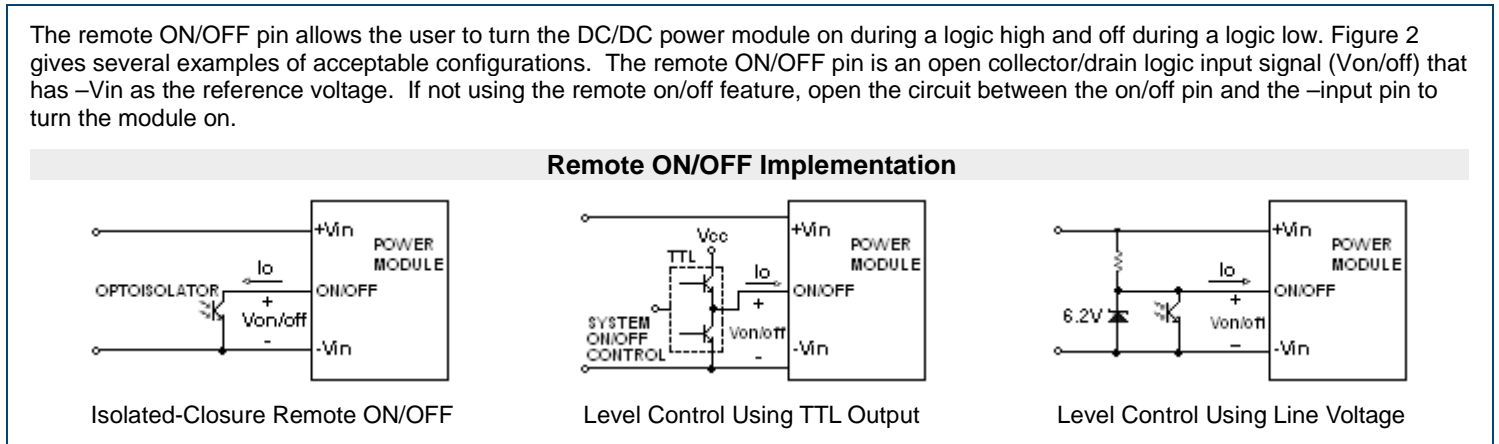 The remote ON/OFF pin allows the user to turn the DC/DC power module on during a logic high and off during a logic low. Figure 2
gives several examples of acceptable configurations. The remote ON/OFF pin is an open collector/drain logic input signal (Von/off) that
has –Vin as the reference voltage. If not using the remote on/off feature, open the circuit between the on/off pin and the –input pin to
turn the module on.
Remote ON/OFF Implementation
+Vin
POWER
MODULE
Io
OPTOISOLATOR
ON/OFF
+
Von/off
-
-Vin
Isolated-Closure Remote ON/OFF
Vcc
+Vin
POWER
MODULE
TTL
Io
ON/OFF
+
SYSTEM
ON/OFF
CONTROL
Von/off
-
-Vin
Level Control Using TTL Output
+Vin
POWER
MODULE
Io
ON/OFF
+
6.2V
Von/off
–
-Vin
Level Control Using Line Voltage